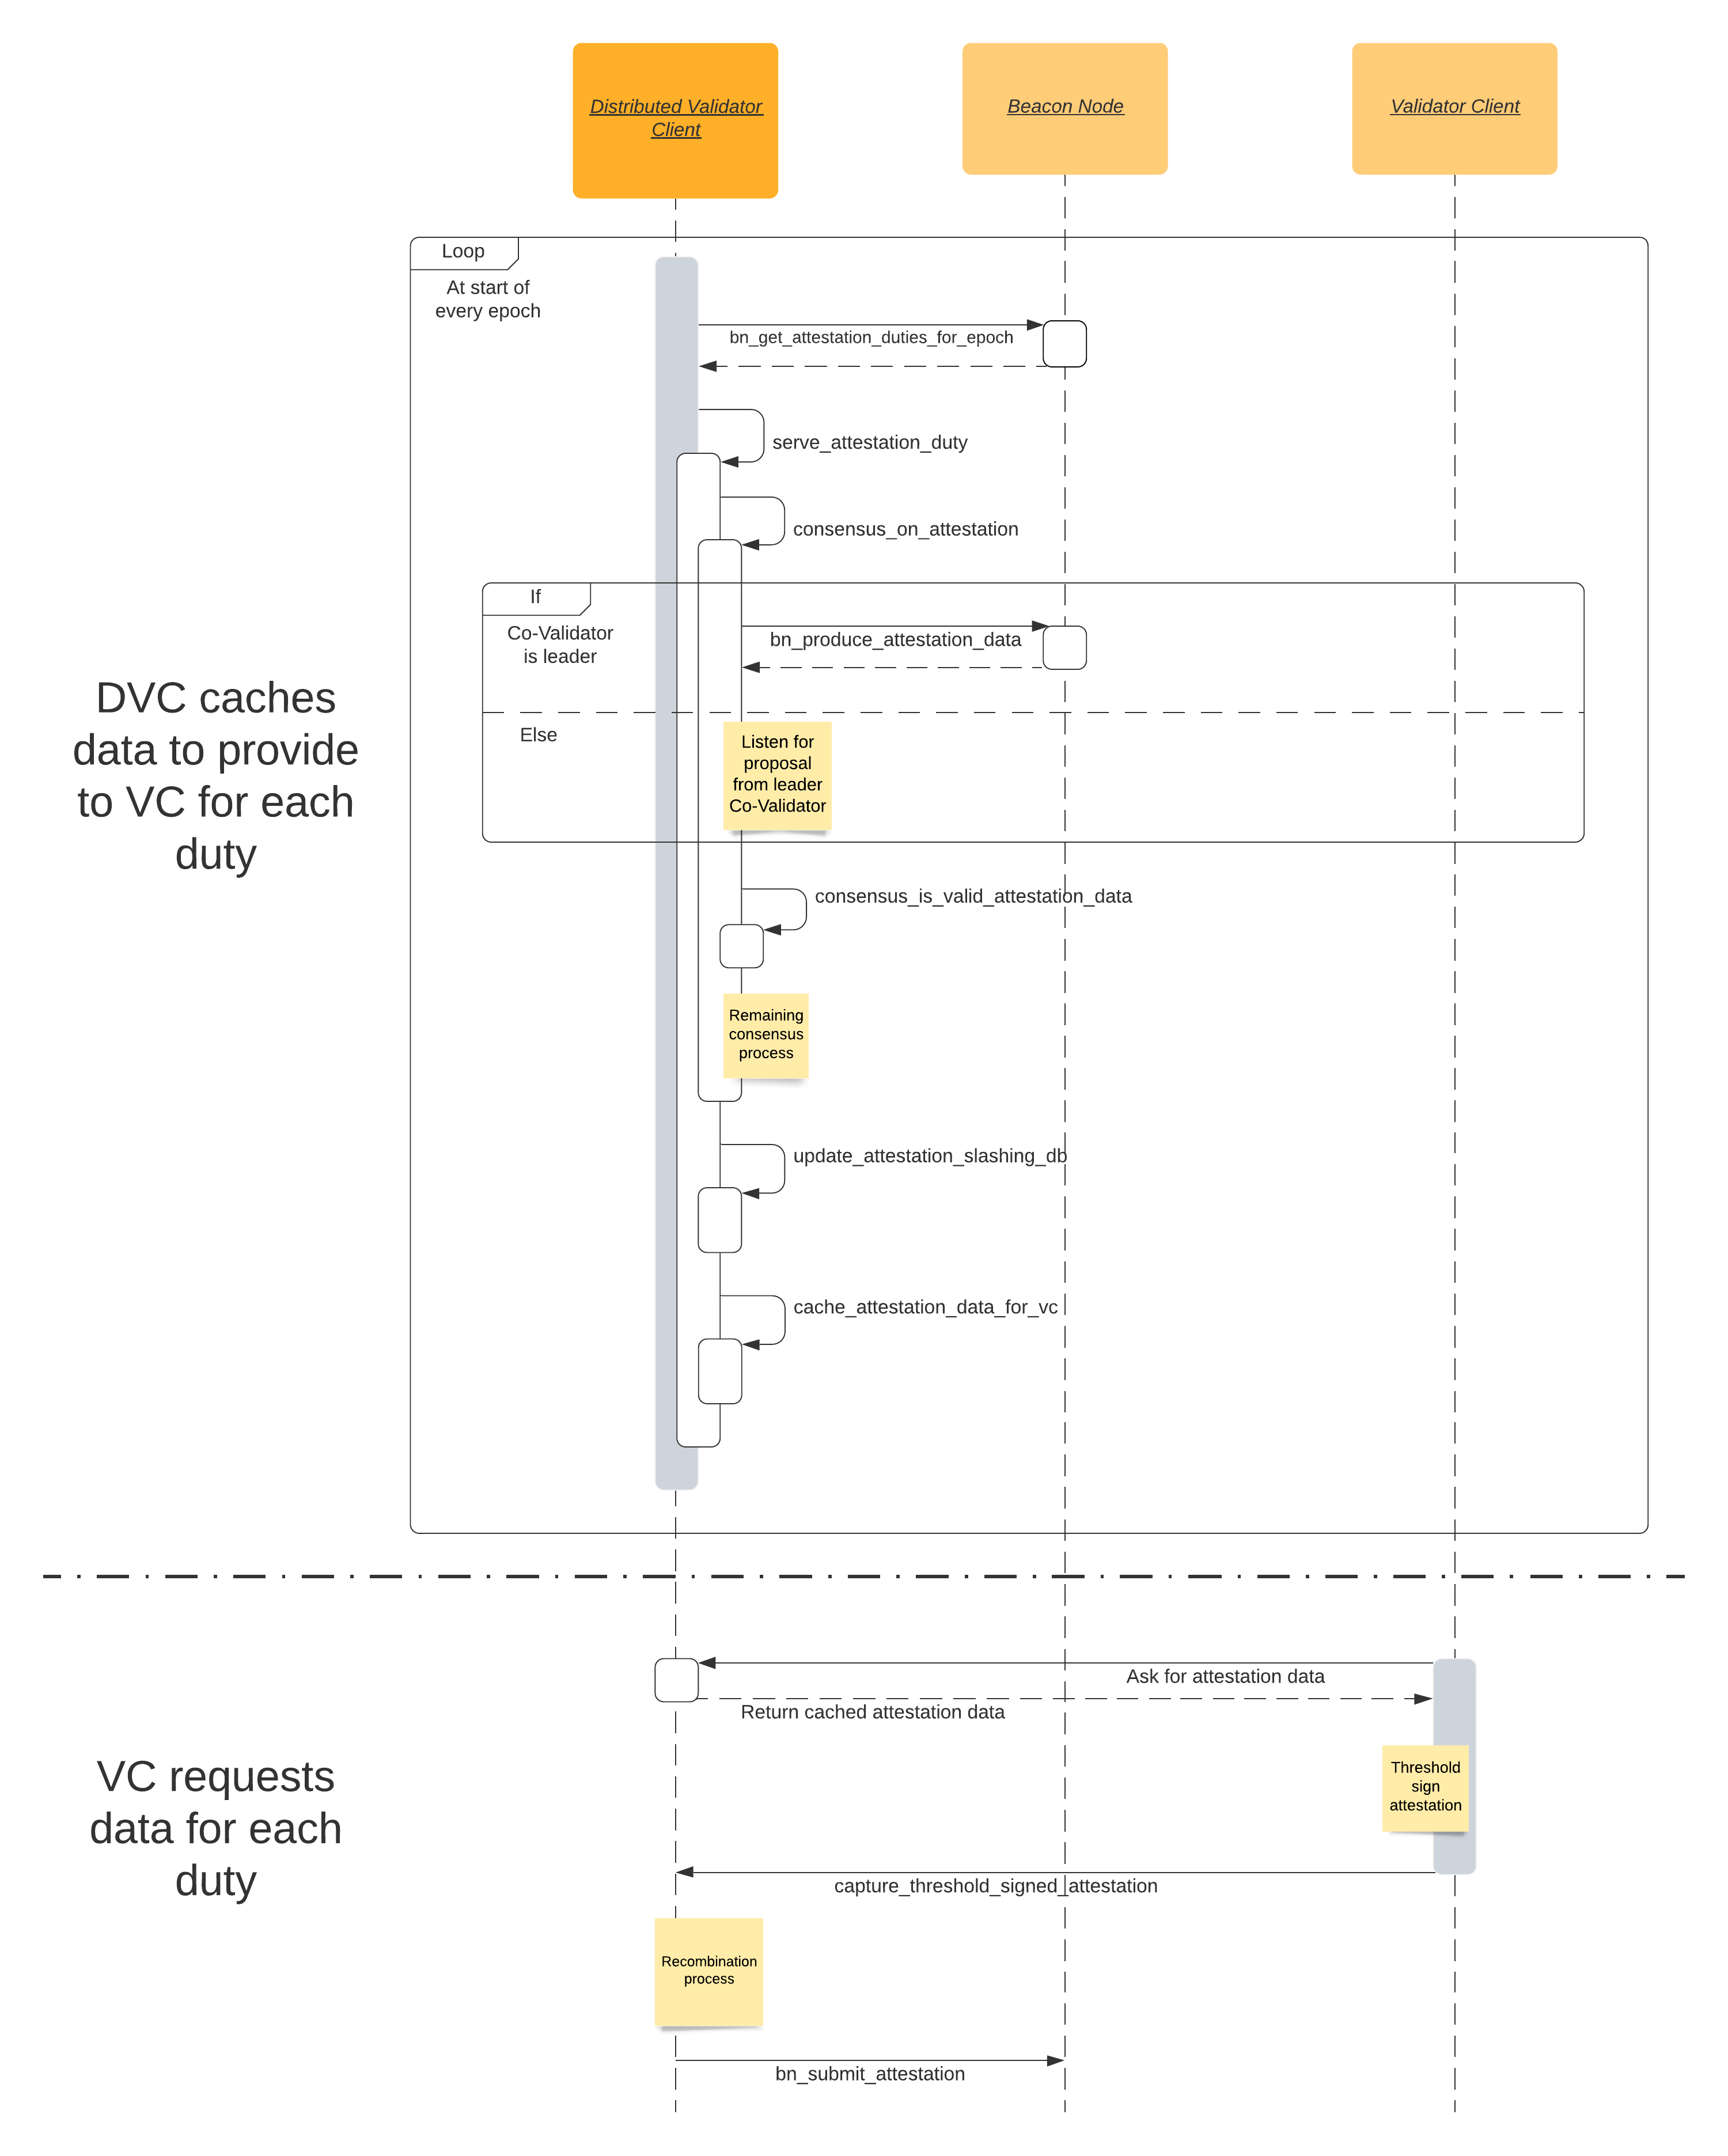 Distributed Validator
Client
Beacon Node
Validator Client
Loop
At start of
every epoch
bn_get_attestation_duties_for_epoch
serve_attestation_duty
consensus_on_attestation
If
Co-Validator
is leader
bn_produce_attestation_data
Else
Listen for
proposal
from leader
Co-Validator
DVC caches
data to provide
to VC for each
duty
consensus_is_valid_attestation_data
Remaining
consensus
process
update_attestation_slashing_db
cache_attestation_data_for_vc
Ask for attestation data
Return cached attestation data
VC requests
data for each
duty
Threshold
sign
attestation
capture_threshold_signed_attestation
Recombination
process
bn_submit_attestation